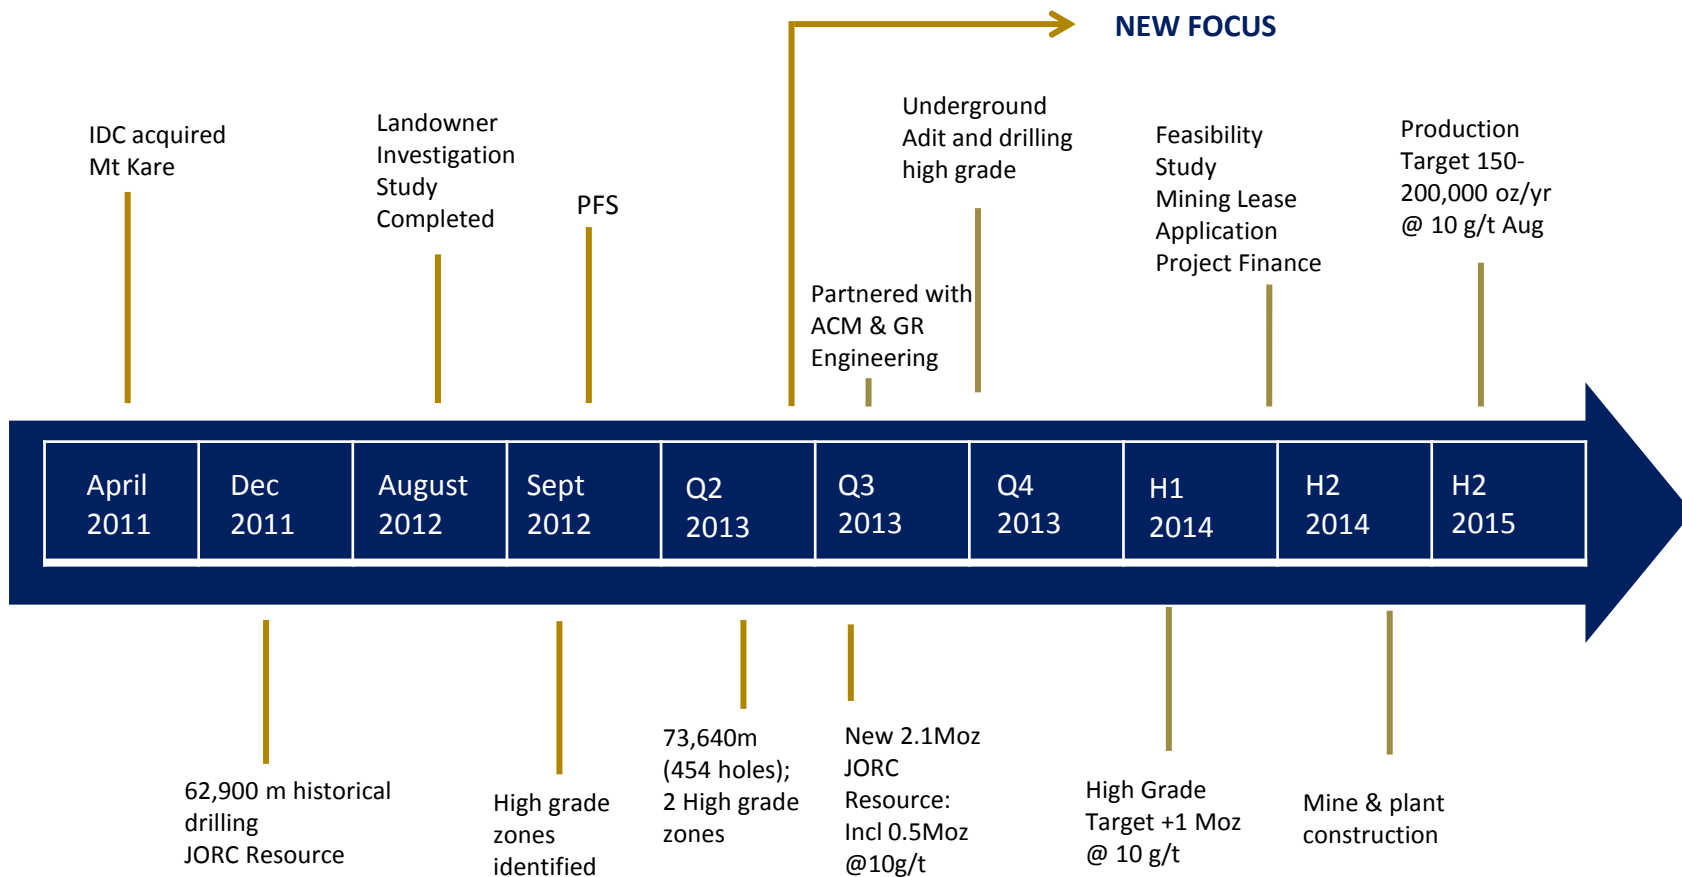 NEW FOCUS
IDC acquired
Mt Kare
Landowner
Investigation
Study
Completed
PFS
Partnered with
ACM & GR
Engineering
Underground
Adit and drilling
high grade
Feasibility
Study
Mining Lease
Application
Project Finance
Production
Target 150-
200,000 oz/yr
@ 10 g/t Aug
April
2011
Dec
2011
August
2012
Sept
2012
Q2
2013
Q3
2013
Q4
2013
H1
2014
H2
2014
H2
2015
62,900 m historical
drilling
JORC Resource
High grade
zones
identified
73,640m
(454 holes);
2 High grade
zones
New 2.1Moz
JORC
Resource:
Incl 0.5Moz
@10g/t
High Grade
Target +1 Moz
@ 10 g/t
Mine & plant
construction